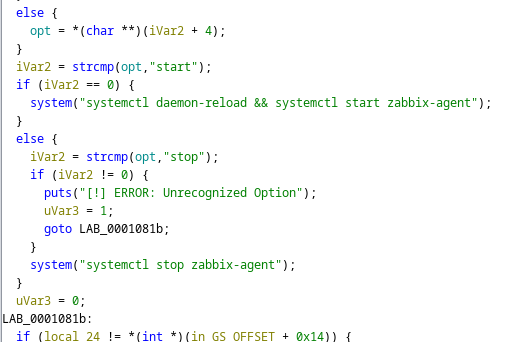 else {
opt = *(char **)(iVar2 + 4);
}
iVar2 = strcmp(opt,"start");
if (iVar2 == 0) {
system("systemctl daemon-reload && systemctl start zabbix-agent");
}
else {
iVar2 = strcmp(opt,"stop");
if (iVar2 != 0) {
puts("[!] ERROR: Unrecognized Option");
uVar3 = 1;
goto LAB_0001081b;
}
system("systemctl stop zabbix-agent");
}
uVar3 = 0;
LAB_0001081b:
if (local_24 != *(int *)(in_GS_OFFSET + 0x14)) {